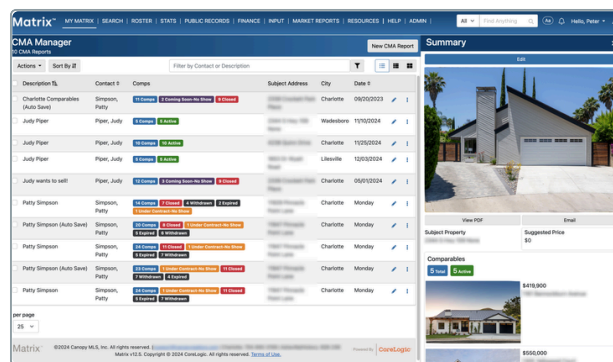 Matrix™ MY MATRIX | SEARCH | ROSTER | STATS | PUBLIC RECORDS | FINANCE | INPUT | MARKET REPORTS | RESOURCES | HELP | ADMIN | All Find Anything Aa Hello, Peter
CMA Manager
10 CMA Reports
New CMA Report
Actions Sort By
Filter by Contact or Description
Description Contact Comps Subject Address City Date
Charlotte Comparables (Auto Save) Simpson, Patty 11 Comps 2 Coming Soon-No Show 9 Closed Charlotte 09/20/2023
Judy Piper Piper, Judy 5 Comps 5 Active Wadesboro 11/10/2024
Judy Piper Piper, Judy 10 Comps 10 Active Charlotte 11/25/2024
Judy Piper Piper, Judy 5 Comps 5 Active Lilesville 12/03/2024
Judy wants to sell! Piper, Judy 12 Comps 3 Coming Soon-No Show 9 Closed Charlotte 05/01/2024
Patty Simpson Simpson, Patty 14 Comps 7 Closed 4 Withdrawn 2 Expired
1 Under Contract-No Show Charlotte Monday
Patty Simpson (Auto Save) Simpson, Patty 20 Comps 1 Under Contract-No Show
5 Expired Withdrawn Charlotte Monday
Patty Simpson Simpson, Patty 24 Comps 11 Closed 1 Under Contract-No Show
5 Expired 7 Withdrawn Charlotte Monday
Patty Simpson (Auto Save) Simpson, Patty 23 Comps 1 Under Contract-No Show 11 Closed
7 Withdrawn 4 Expired Charlotte Monday
Patty Simpson Simpson, Patty 24 Comps 1 Under Contract-No Show 11 Closed
5 Expired 7 Withdrawn Charlotte Monday
per page
25
Matrix ©2024 Canopy MLS, Inc. All rights reserved.
Matrix v12.0. Copyright © 2024 CoreLogic. All rights reserved. Terms of Use.
Powered By CoreLogic
Summary
Edit
View PDF Email
Subject Property Suggested Price
$0
Comparables
5 Total 5 Active
$419,900
$550,000